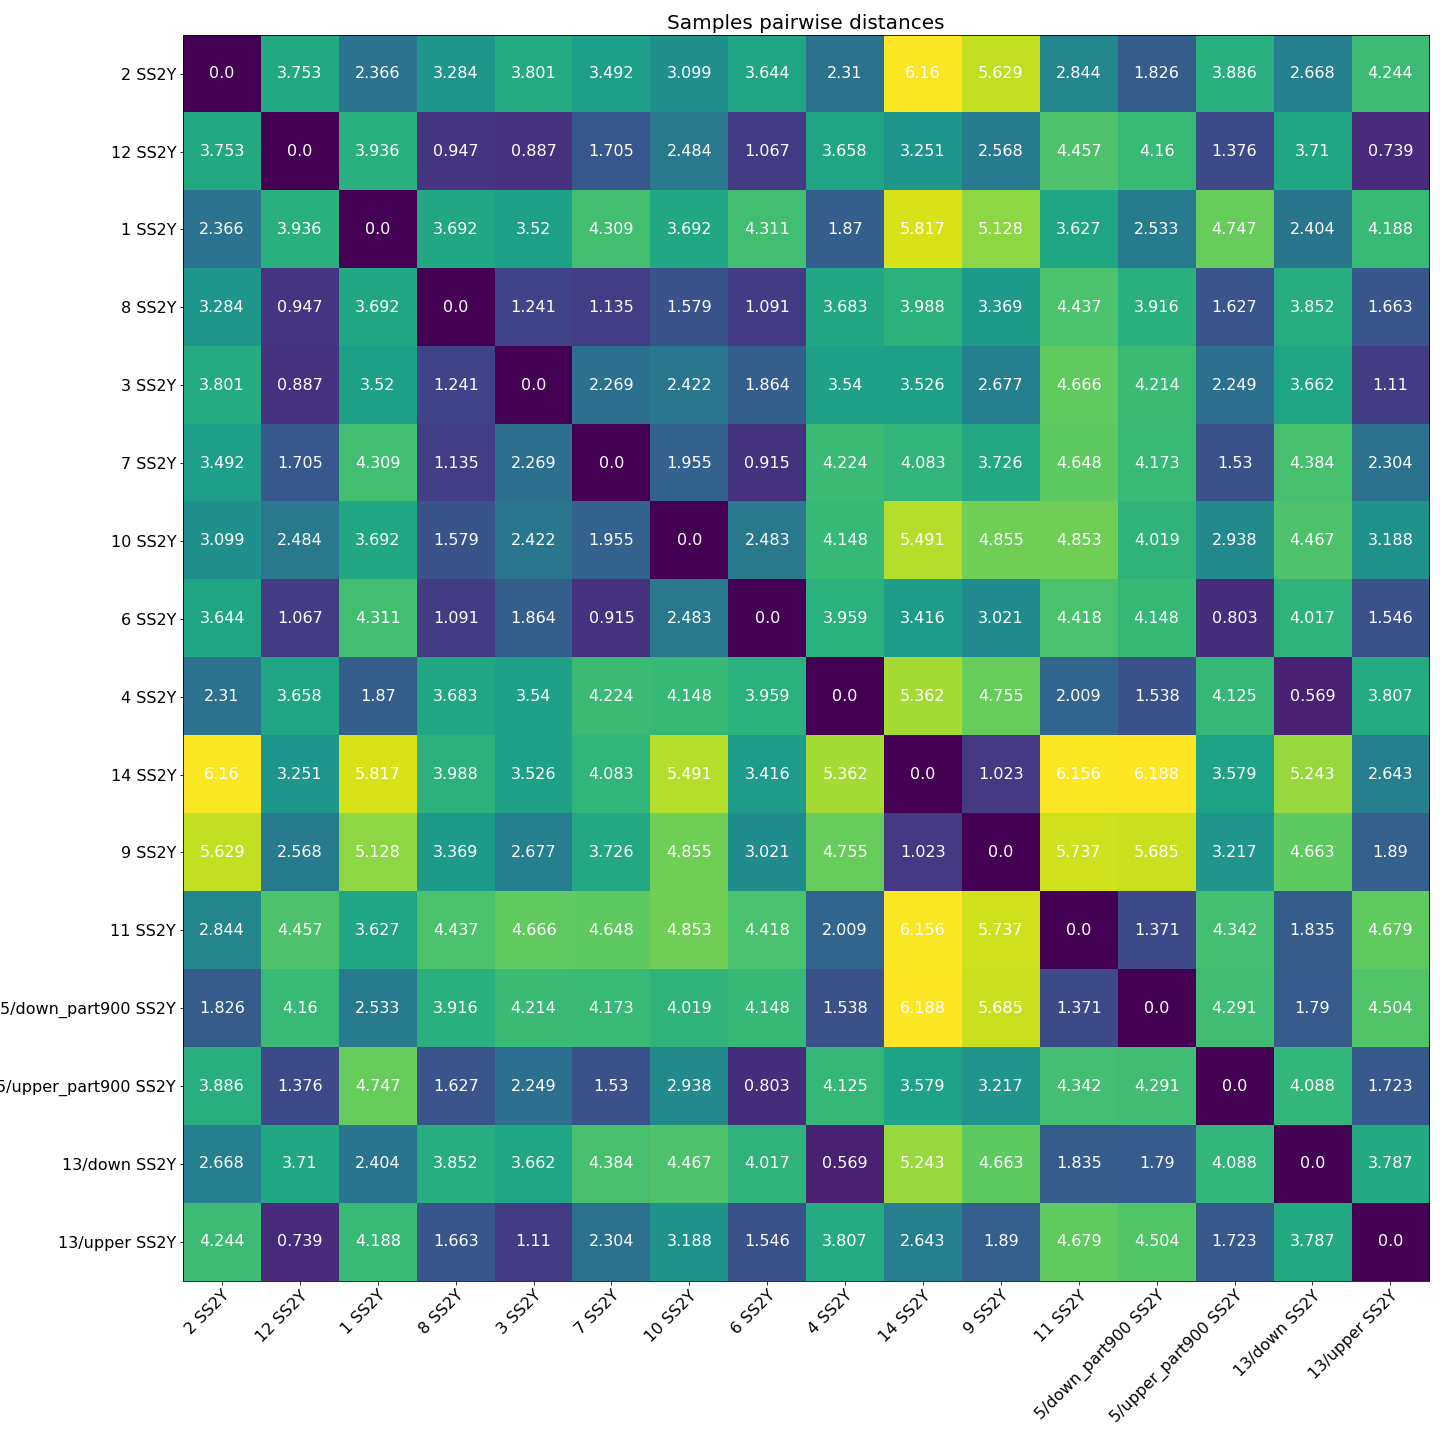 Samples pairwise distances
2 SS2Y 0.0 3.753 2.366 3.284 3.801 3.492 3.099 3.644 2.31 6.16 5.629 2.844 1.826 3.886 2.668 4.244
12 SS2Y 3.753 0.0 3.936 0.947 0.887 1.705 2.484 1.067 3.658 3.251 2.568 4.457 4.16 1.376 3.71 0.739
1 SS2Y 2.366 3.936 0.0 3.692 3.52 4.309 3.692 4.311 1.87 5.817 5.128 3.627 2.533 4.747 2.404 4.188
8 SS2Y 3.284 0.947 3.692 0.0 1.241 1.135 1.579 1.091 3.683 3.988 3.369 4.437 3.916 1.627 3.852 1.663
3 SS2Y 3.801 0.887 3.52 1.241 0.0 2.269 2.422 1.864 3.54 3.526 2.677 4.666 4.214 2.249 3.662 1.11
7 SS2Y 3.492 1.705 4.309 1.135 2.269 0.0 1.955 0.915 4.224 4.083 3.726 4.648 4.173 1.53 4.384 2.304
10 SS2Y 3.099 2.484 3.692 1.579 2.422 1.955 0.0 2.483 4.148 5.491 4.855 4.853 4.019 2.938 4.467 3.188
6 SS2Y 3.644 1.067 4.311 1.091 1.864 0.915 2.483 0.0 3.959 3.416 3.021 4.418 4.148 0.803 4.017 1.546
4 SS2Y 2.31 3.658 1.87 3.683 3.54 4.224 4.148 3.959 0.0 5.362 4.755 2.009 1.538 4.125 0.569 3.807
14 SS2Y 6.16 3.251 5.817 3.988 3.526 4.083 5.491 3.416 5.362 0.0 1.023 6.156 6.188 3.579 5.243 2.643
9 SS2Y 5.629 2.568 5.128 3.369 2.677 3.726 4.855 3.021 4.755 1.023 0.0 5.737 5.685 3.217 4.663 1.89
11 SS2Y 2.844 4.457 3.627 4.437 4.666 4.648 4.853 4.418 2.009 6.156 5.737 0.0 1.371 4.342 1.835 4.679
5/down_part900 SS2Y 1.826 4.16 2.533 3.916 4.214 4.173 4.019 4.148 1.538 6.188 5.685 1.371 0.0 4.291 1.79 4.504
5/upper_part900 SS2Y 3.886 1.376 4.747 1.627 2.249 1.53 2.938 0.803 4.125 3.579 3.217 4.342 4.291 0.0 4.088 1.723
13/down SS2Y 2.668 3.71 2.404 3.852 3.662 4.384 4.467 4.017 0.569 5.243 4.663 1.835 1.79 4.088 0.0 3.787
13/upper SS2Y 4.244 0.739 4.188 1.663 1.11 2.304 3.188 1.546 3.807 2.643 1.89 4.679 4.504 1.723 3.787 0.0
2 SS2Y 12 SS2Y 1 SS2Y 8 SS2Y 3 SS2Y 7 SS2Y 10 SS2Y 6 SS2Y 4 SS2Y 14 SS2Y 9 SS2Y 11 SS2Y 5/down_part900 SS2Y 5/upper_part900 SS2Y 13/down SS2Y 13/upper SS2Y